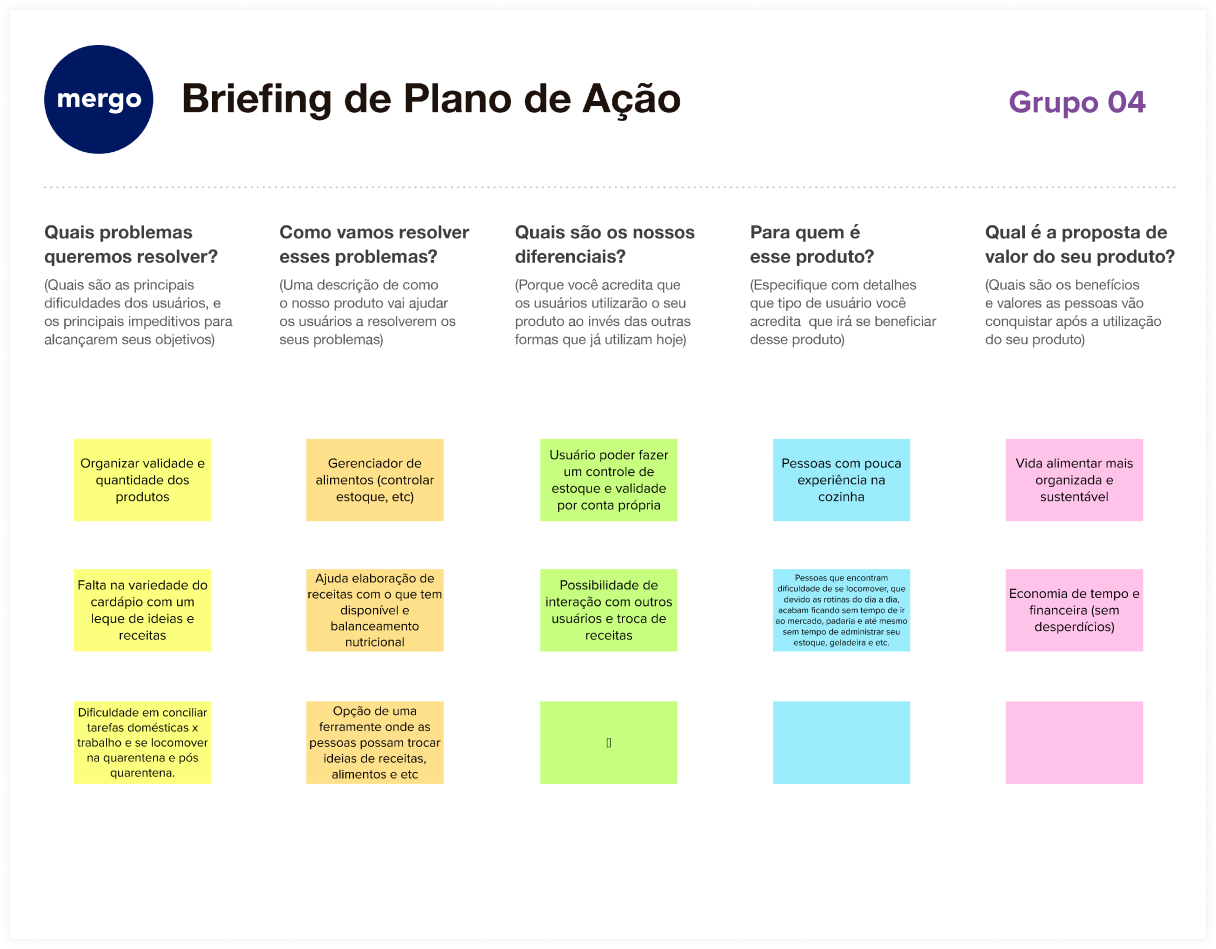 mergo
Briefing de Plano de Ação
Grupo 04
Quais problemas
queremos resolver?
(Quais são as principais
dificuldades dos usuários, e
os principais impeditivos para
alcançarem seus objetivos)
Como vamos resolver
esses problemas?
(Uma descrição de como
o nosso produto vai ajudar
os usuários a resolverem os
seus problemas)
Quais são os nossos
diferenciais?
(Porque você acredita que
os usuários utilizarão o seu
produto ao invés das outras
formas que já utilizam hoje)
Para quem é
esse produto?
(Especifique com detalhes
que tipo de usuário você
acredita que irá se beneficiar
desse produto)
Qual é a proposta de
valor do seu produto?
(Quais são os benefícios
e valores as pessoas vão
conquistar após a utilização
do seu produto)
Organizar validade e
quantidade dos
produtos
Gerenciador de
alimentos (controlar
estoque, etc)
Usuário poder fazer
um controle de
estoque e validade
por conta própria
Pessoas com pouca
experiência na
cozinha
Vida alimentar mais
organizada e
sustentável
Falta na variedade do
cardápio com um
leque de ideias e
receitas
Ajuda elaboração de
receitas com o que tem
disponível e
balanceamento
nutricional
Possibilidade de
interação com outros
usuários e troca de
receitas
Pessoas que encontram
dificuldade de se locomover, que
devido as rotinas do dia a dia,
acabam ficando sem tempo de ir
ao mercado, padaria e até mesmo
sem tempo de administrar seu
estoque, geladeira e etc.
Economia de tempo e
financeira (sem
desperdícios)
Dificuldade em conciliar
tarefas domésticas x
trabalho e se locomover
na quarentena e pós
quarentena.
Opção de uma
ferramente onde as
pessoas possam trocar
ideias de receitas,
alimentos e etc